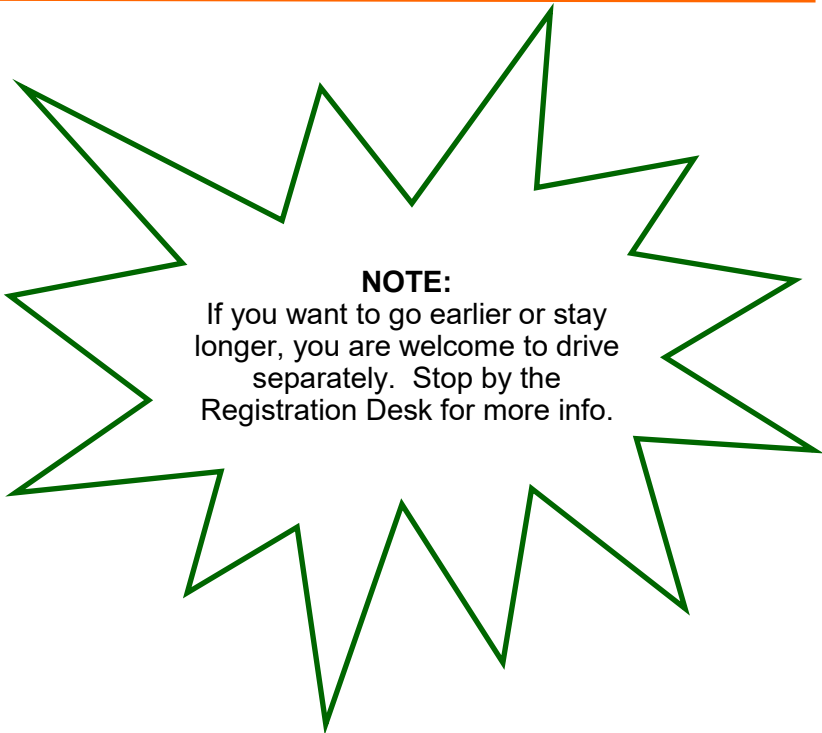 NOTE:
If you want to go earlier or stay
longer, you are welcome to drive
separately.  Stop by the
Registration Desk for more info.